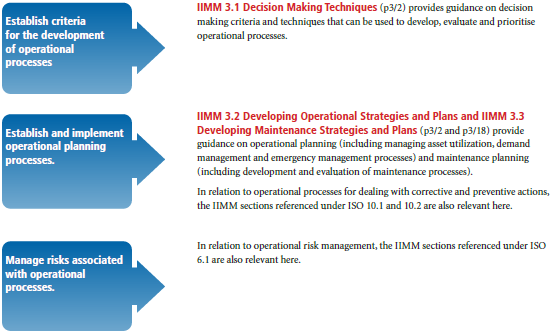 Establish criteria
for the development
of operational
processes
IIMM 3.1 Decision Making Techniques (p3/2) provides guidance on decision
making criteria and techniques that can be used to develop, evaluate and prioritise
operational processes.
Establish and implement
operational planning
processes.
IIMM 3.2 Developing Operational Strategies and Plans and IIMM 3.3
Developing Maintenance Strategies and Plans (p3/2 and p3/18) provide
guidance on operational planning (including managing asset utilization, demand
management and emergency management processes) and maintenance planning
(including development and evaluation of maintenance processes).
In relation to operational processes for dealing with corrective and preventive actions,
the IIMM sections referenced under ISO 10.1 and 10.2 are also relevant here.
Manage risks associated
with operational
processes.
In relation to operational risk management, the IIMM sections referenced under ISO
6.1 are also relevant here.